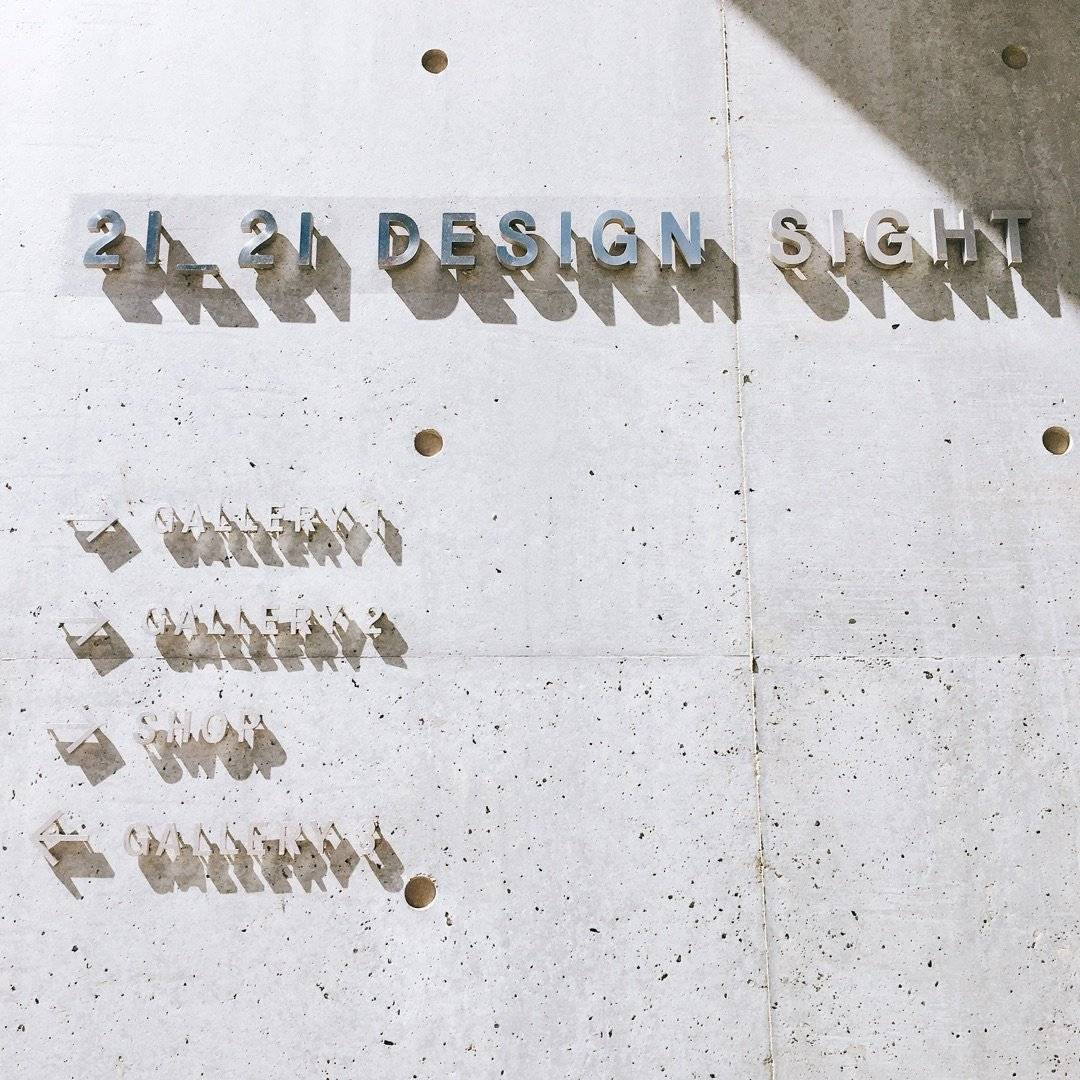 21_21 DESIGN SIGHT
→ GALLERY 1
→ GALLERY 2
→ SHOP
← GALLERY 3